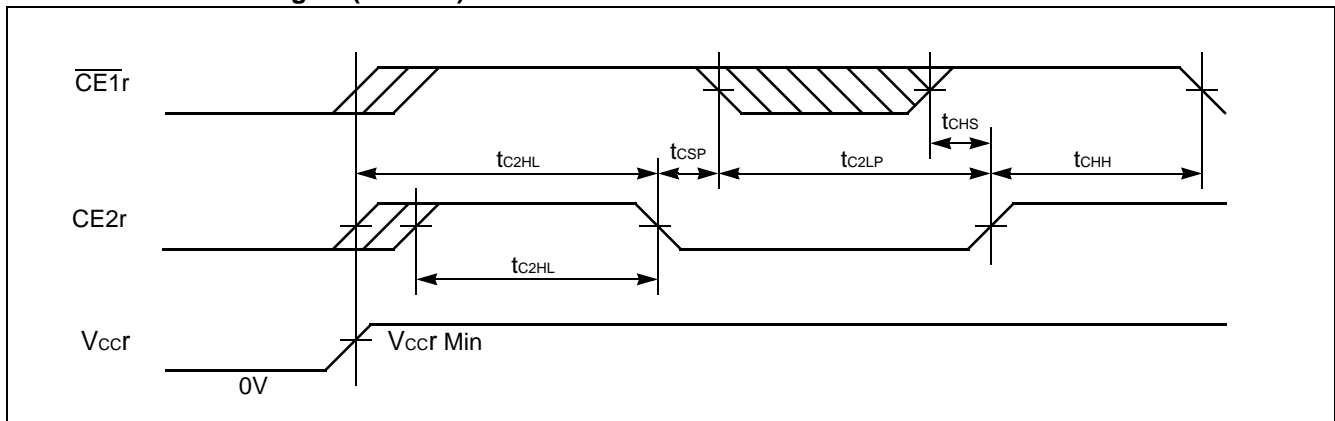 CE1r
tCHS
tC2HL
tCSP
tC2LP
tCHH
CE2r
tC2HL
VCCr
VCCr Min
0V